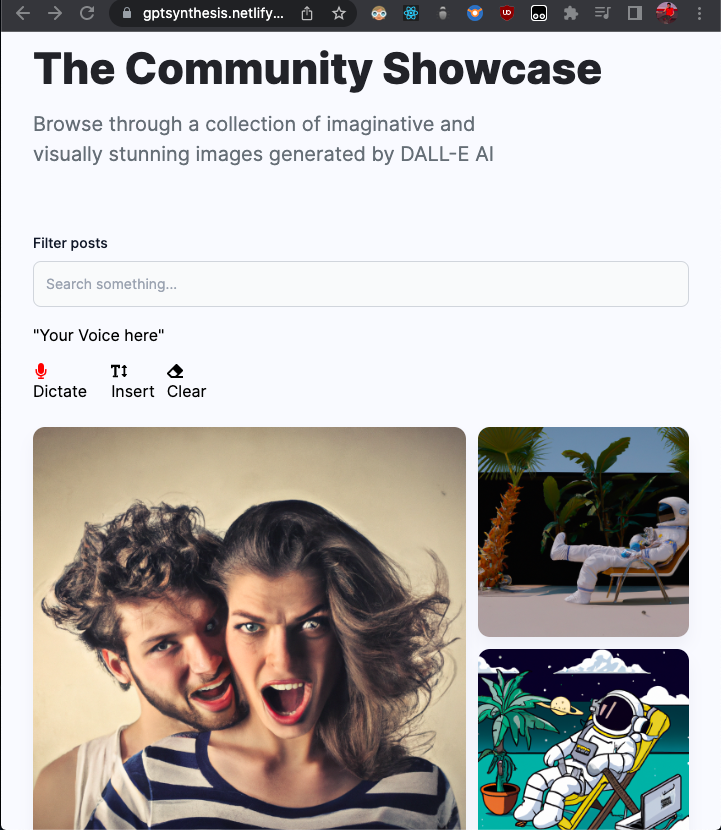 gptsynthesis.netlify...
The Community Showcase
Browse through a collection of imaginative and
visually stunning images generated by DALL-E AI
Filter posts
Search something...
"Your Voice here"
Dictate Insert Clear